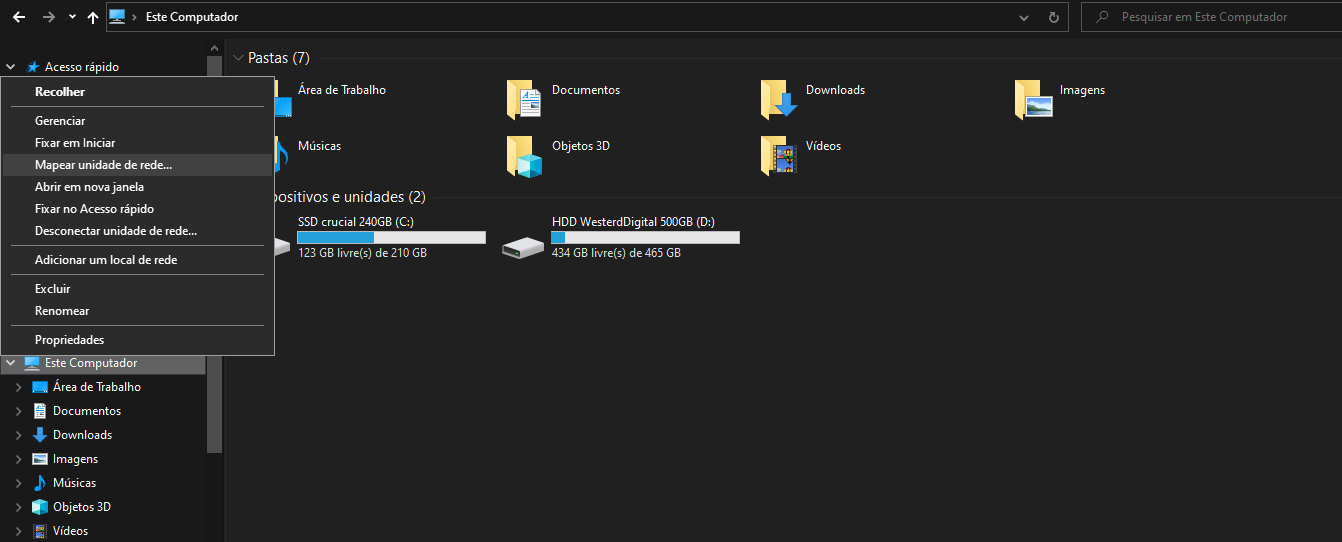 Este Computador
Pesquisar em Este Computador
Acesso rápido
Recolher
Gerenciar
Fixar em Iniciar
Mapear unidade de rede...
Abrir em nova janela
Fixar no Acesso rápido
Desconectar unidade de rede...
Adicionar um local de rede
Excluir
Renomear
Propriedades
Este Computador
Área de Trabalho
Documentos
Downloads
Imagens
Músicas
Objetos 3D
Vídeos
Pastas (7)
Área de Trabalho
Documentos
Downloads
Imagens
Músicas
Objetos 3D
Vídeos
positivos e unidades (2)
SSD crucial 240GB (C:)
123 GB livre(s) de 210 GB
HDD WesterdDigital 500GB (D:)
434 GB livre(s) de 465 GB